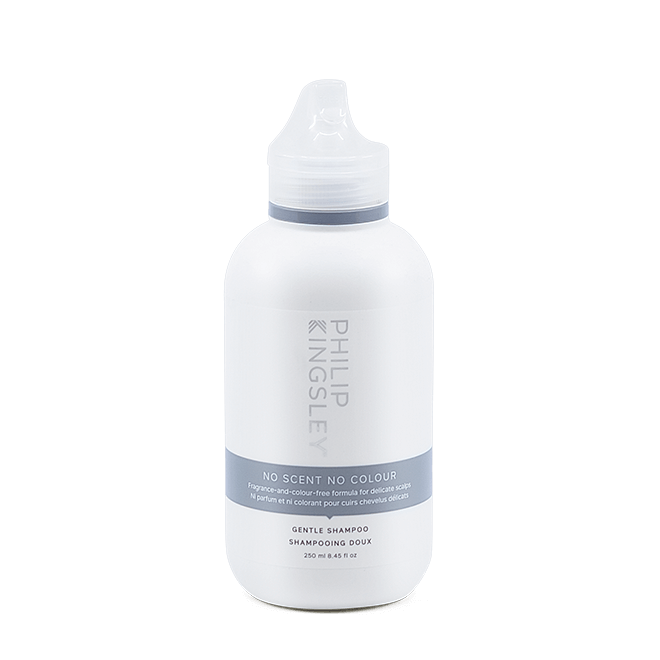 PHILIP
KINGSLEY
NO SCENT NO COLOUR
Fragrance-and-colour-free formula for delicate scalps
Ni parfum et ni colorant pour cuirs chevelus délicats
GENTLE SHAMPOO
SHAMPOOING DOUX
250 ml 8.45 fl oz